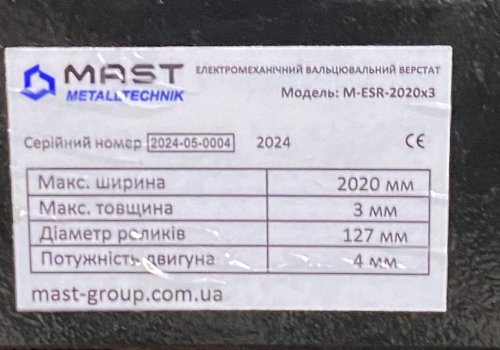 MAST
METALLTECHNIK
ЕЛЕКТРОМЕХАНІЧНИЙ ВАЛЬЦЮВАЛЬНИЙ ВЕРСТАТ
Модель: M-ESR-2020x3
Серійний номер 2024-05-0004 2024 CE
Макс. ширина 2020 мм
Макс. товщина 3 мм
Діаметр роликів 127 мм
Потужність двигуна 4 мм
mast-group.com.ua